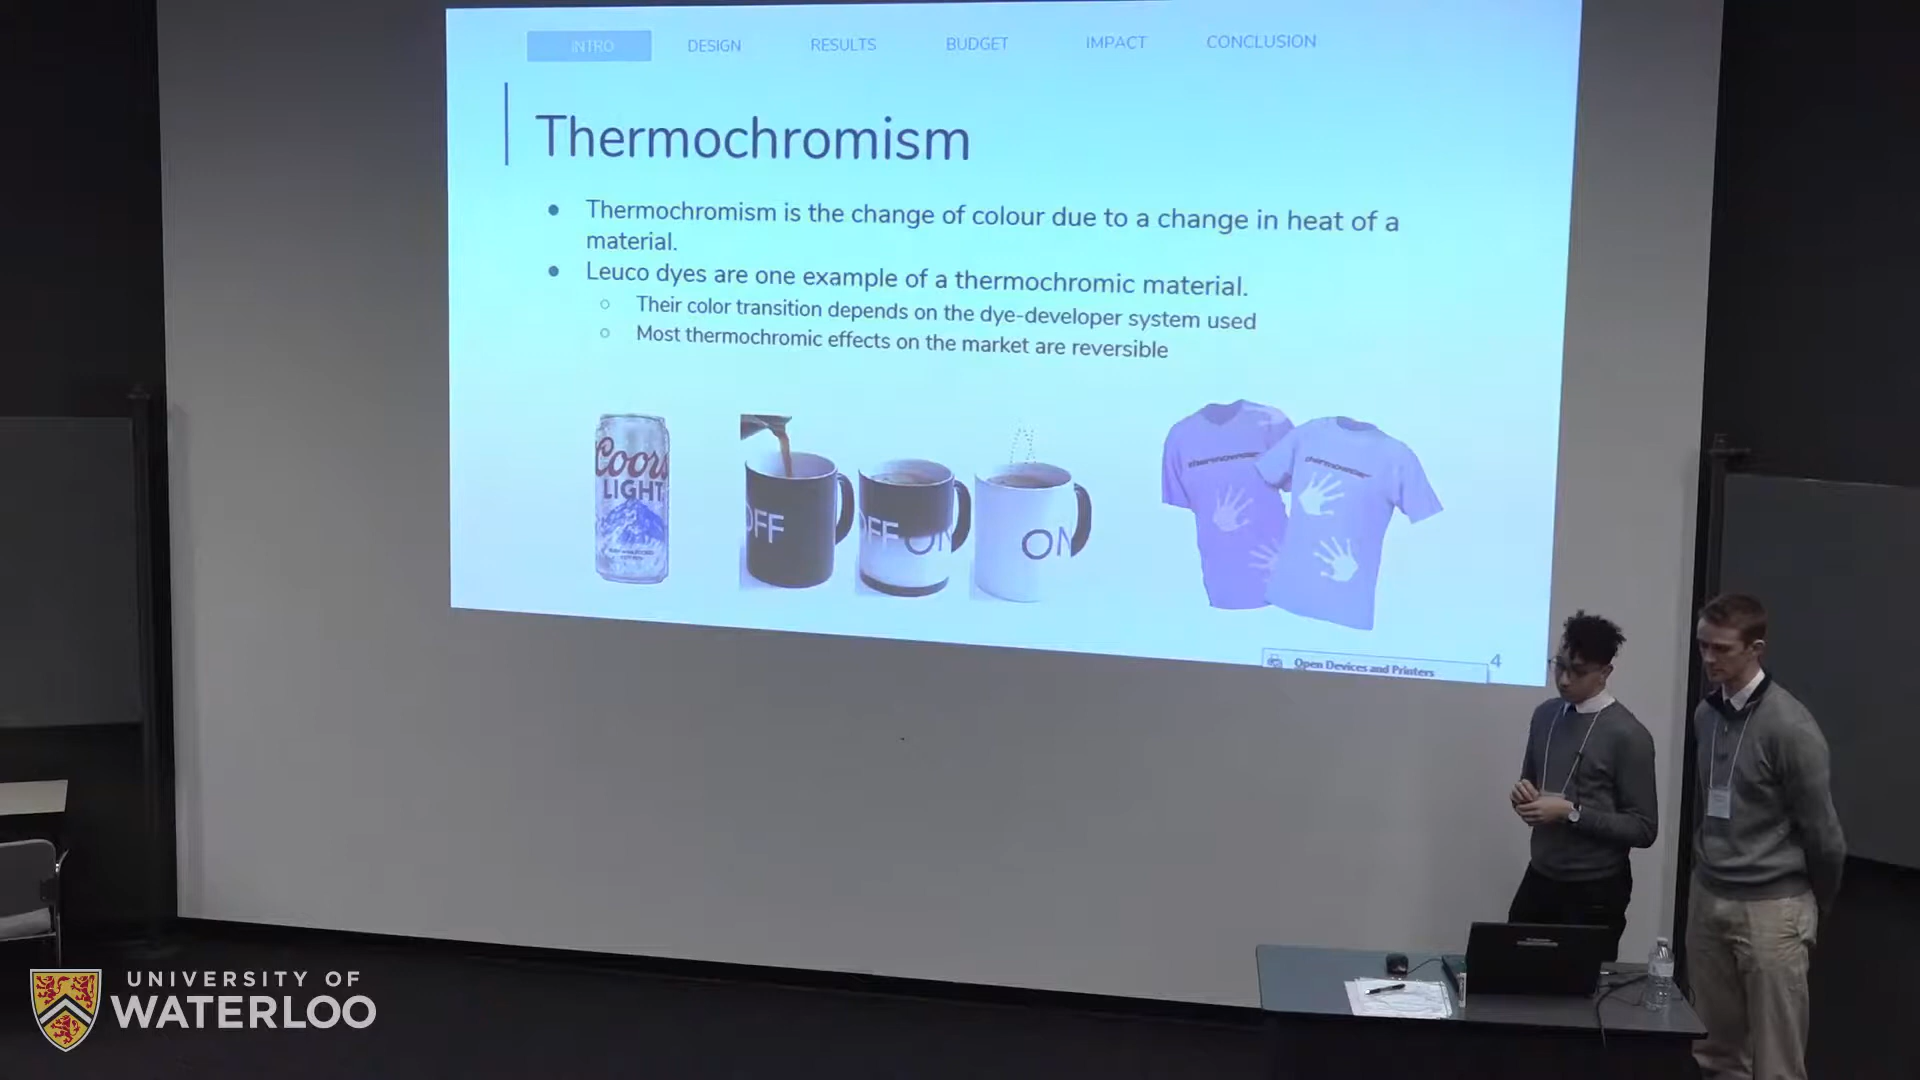 INTRO DESIGN RESULTS BUDGET IMPACT CONCLUSION
Thermochromism
● Thermochromism is the change of colour due to a change in heat of a
material.
● Leuco dyes are one example of a thermochromic material.
○ Their color transition depends on the dye-developer system used
○ Most thermochromic effects on the market are reversible
Coors
LIGHT
OFF
OFF ON
ON
Open Devices and Printers
4
UNIVERSITY OF
WATERLOO